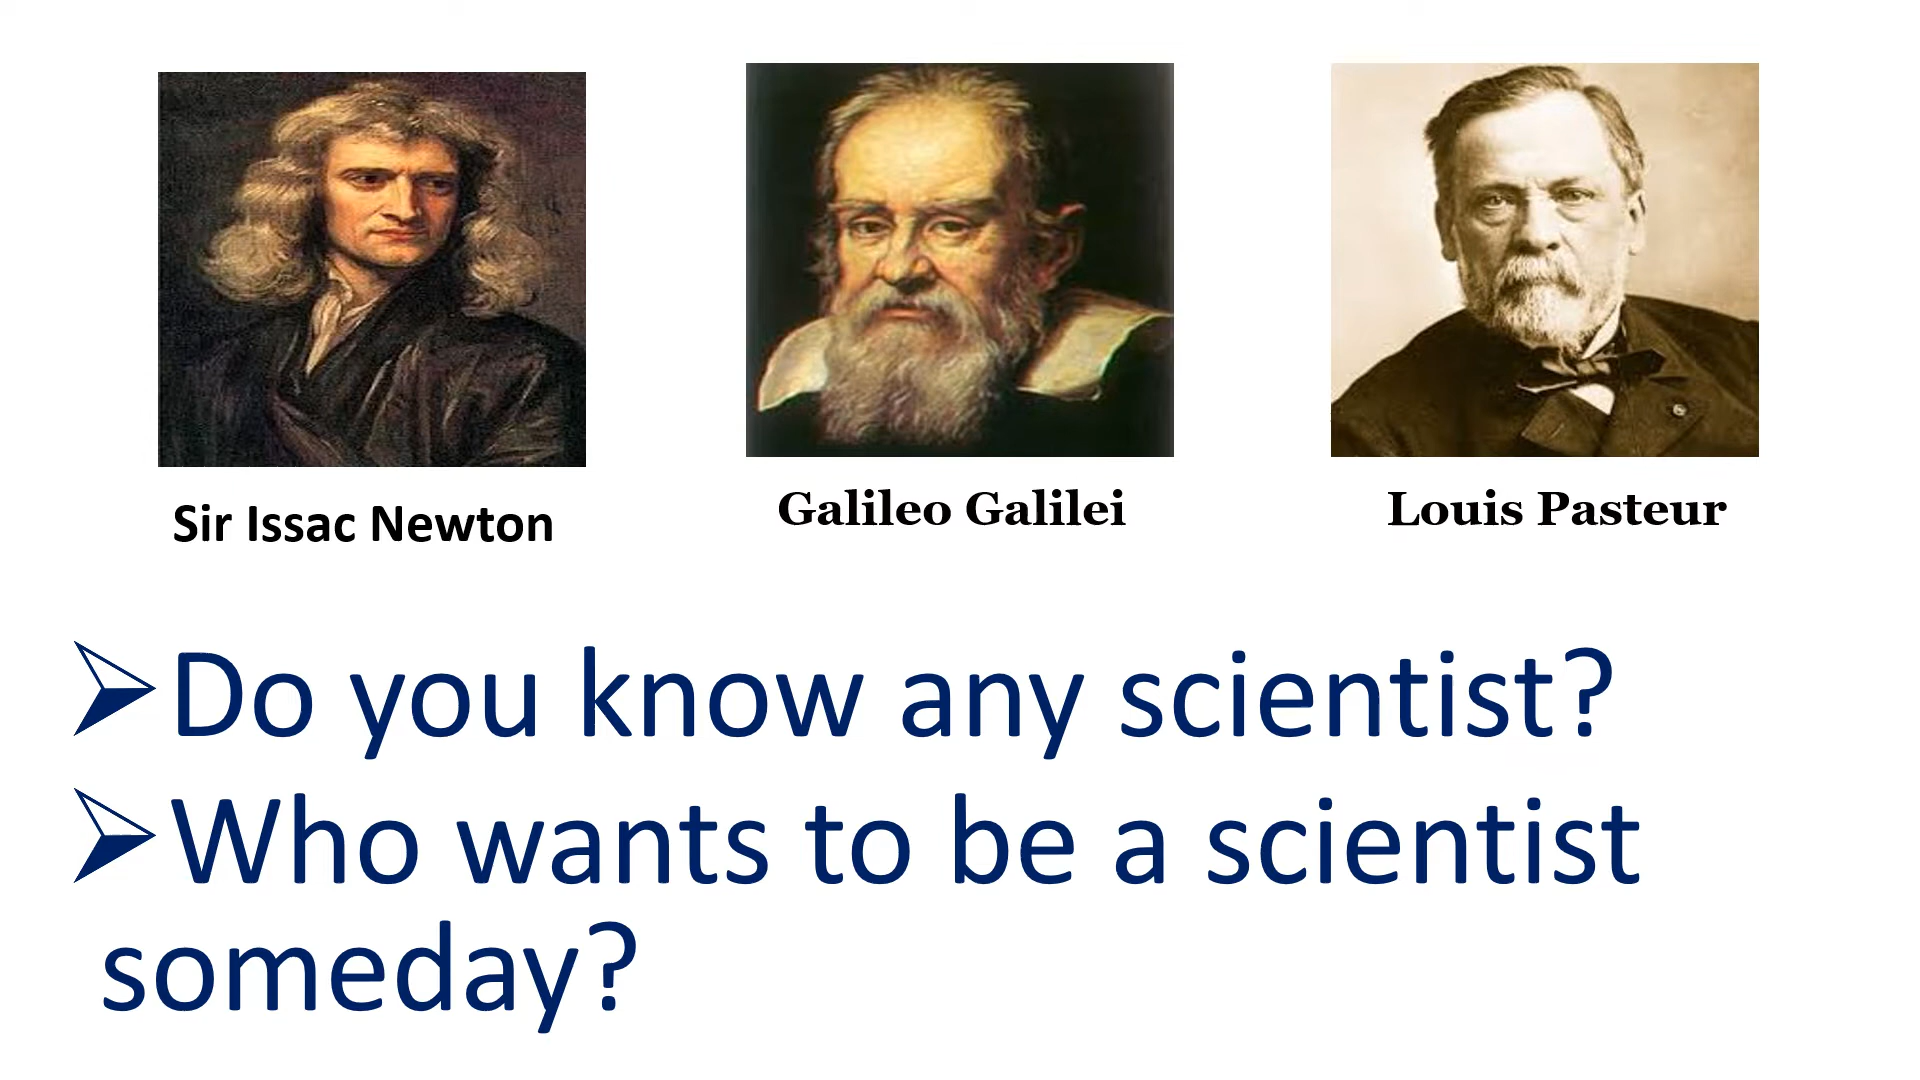 Sir Issac Newton
Galileo Galilei
Louis Pasteur
➢Do you know any scientist?
➢Who wants to be a scientist
someday?